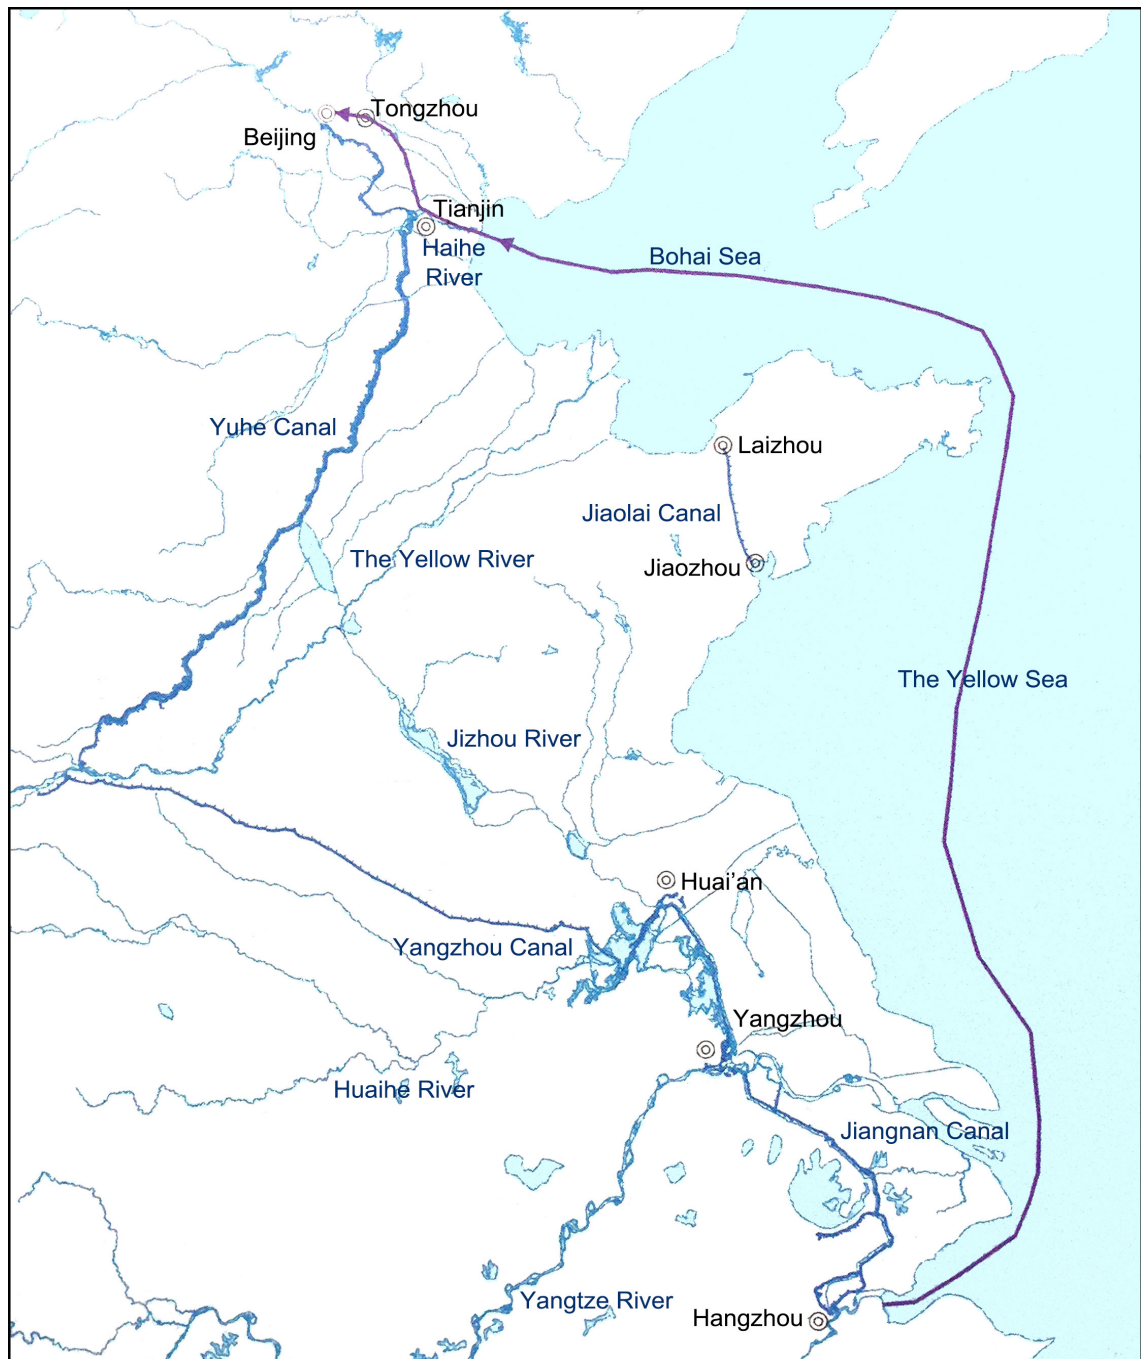 Tongzhou
Beijing
Tianjin
Haihe
River
Bohai Sea
Yuhe Canal
Laizhou
Jiaolai Canal
The Yellow River
Jiaozhou
The Yellow Sea
Jizhou River
Huai'an
Yangzhou Canal
Yangzhou
Huaihe River
Jiangnan Canal
Yangtze River
Hangzhou